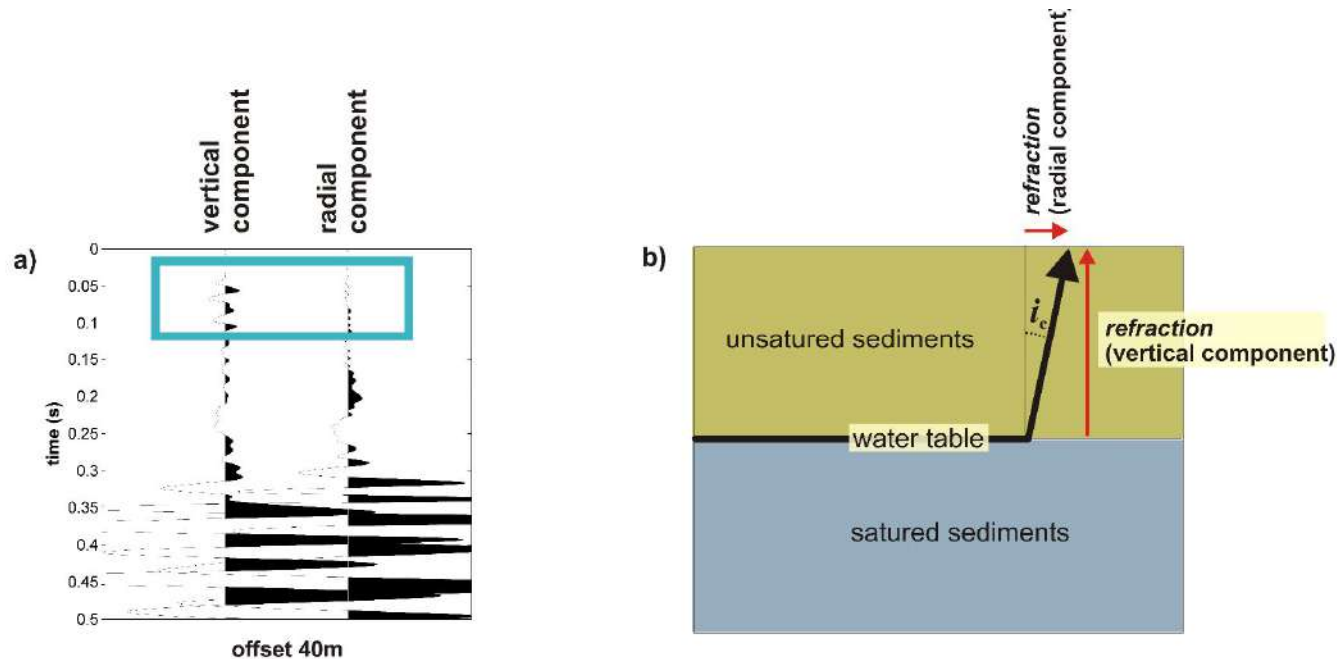 a)
vertical
component
radial
component
0
0.05
0.1
0.15
0.2
0.25
0.3
0.35
0.4
0.45
0.5
time (s)
offset 40m
b)
refraction
(radial component)
unsatured sediments
ic
refraction
(vertical component)
water table
satured sediments